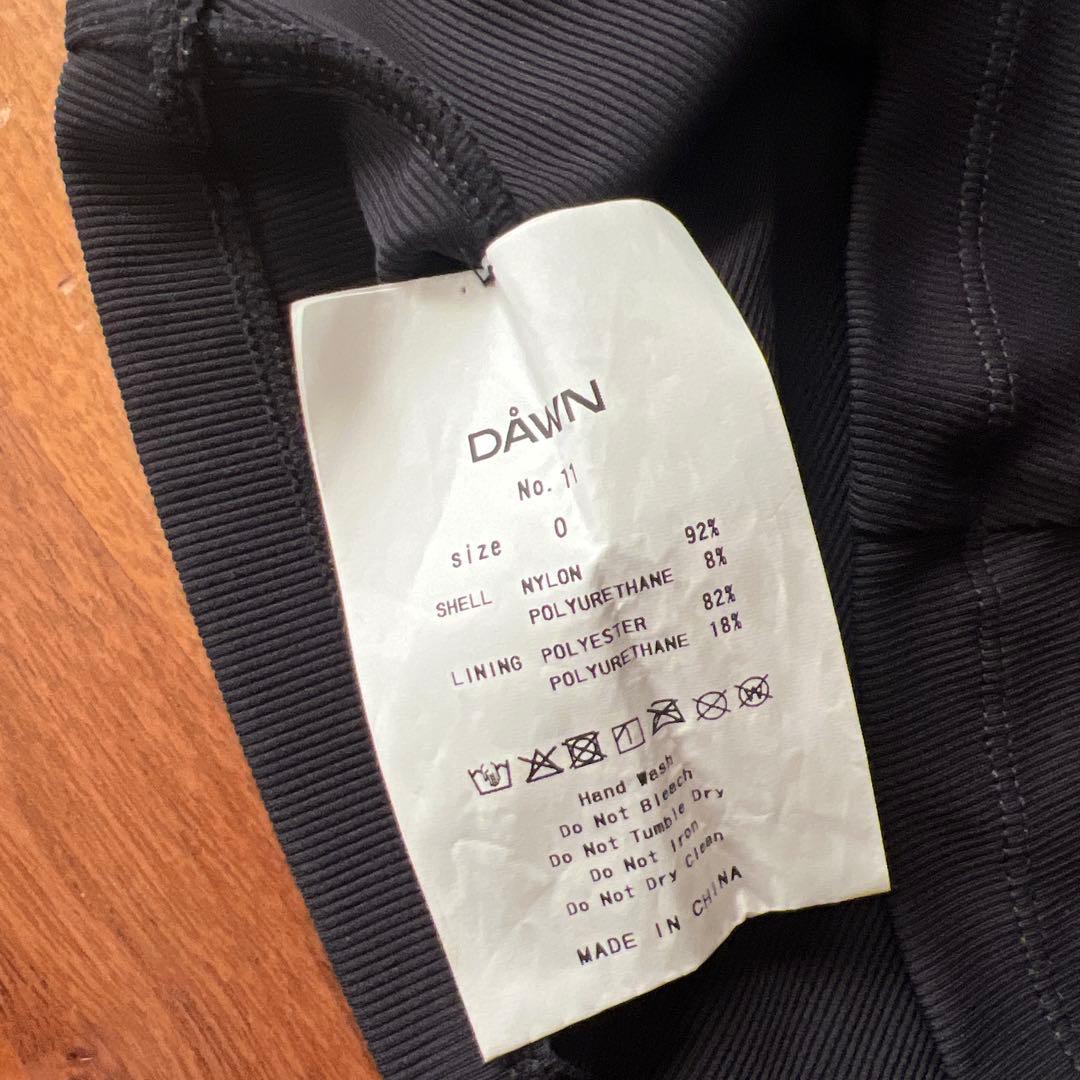 DÅWN
No. 11
size 0
SHELL NYLON 92%
POLYURETHANE 8%
LINING POLYESTER 82%
POLYURETHANE 18%
Hand Wash
Do Not Bleach
Do Not Tumble Dry
Do Not Iron
Do Not Dry Clean
MADE IN CHINA